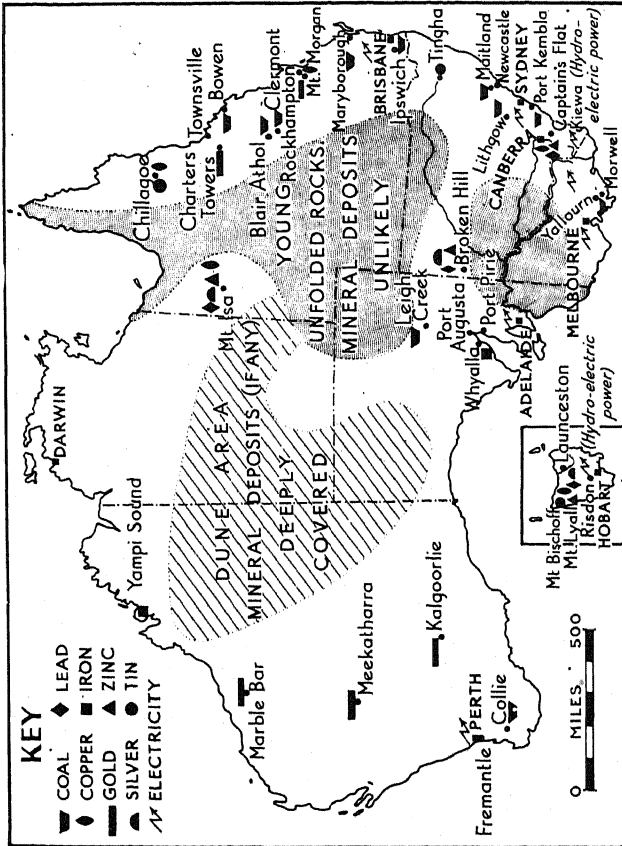 KEY
COAL
LEAD
COPPER
IRON
GOLD
ZINC
SILVER
TIN
ELECTRICITY
DARWIN
Yampi Sound
Marble Bar
Meekatharra
Kalgoorlie
Fremantle
PERTH
Collie
DUNE AREA
MINERAL DEPOSITS (IF ANY)
DEEPLY
COVERED
Chillagoe
Charters
Towers
Townsville
Bowen
Mt. Isa
Blair Athol
Clermont
Rockhampton
Mt. Morgan
Maryborough
BRISBANE
Ipswich
YOUNG
UNFOLDED ROCKS.
MINERAL DEPOSITS
UNLIKELY
Tingha
Leigh
Creek
Broken Hill
Port
Augusta
Port Pirie
Whyalla
ADELAIDE
Maitland
Newcastle
Lithgow
SYDNEY
Port Kembla
CANBERRA
Captain's Flat
Kiewa (Hydro-
electric power)
Yallourn
MELBOURNE
Morwell
Mt Bischoff
Mt. Lyall
Launceston
Risdon
(Hydro-electric
power)
HOBART
0 MILES 500